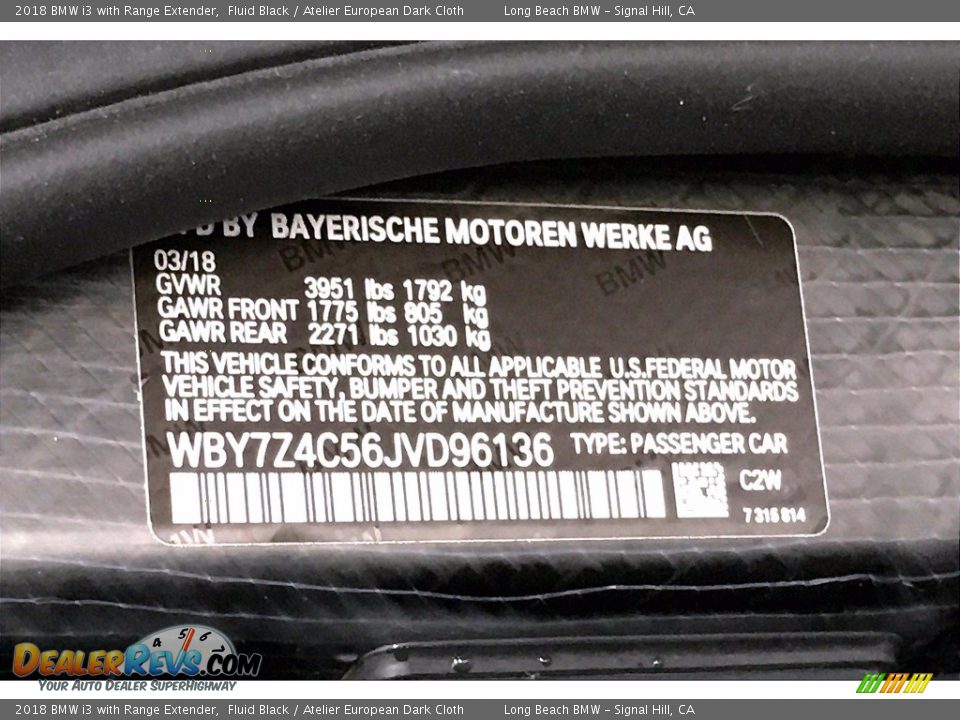 2018 BMW i3 with Range Extender, Fluid Black / Atelier European Dark Cloth Long Beach BMW - Signal Hill, CA
BY BAYERISCHE MOTOREN WERKE AG
03/18
GVWR 3951 lbs 1792 kg
GAWR FRONT 1775 lbs 805 kg
GAWR REAR 2271 lbs 1030 kg
THIS VEHICLE CONFORMS TO ALL APPLICABLE U.S.FEDERAL MOTOR
VEHICLE SAFETY, BUMPER AND THEFT PREVENTION STANDARDS
IN EFFECT ON THE DATE OF MANUFACTURE SHOWN ABOVE.
WBY7Z4C56JVD96136 TYPE: PASSENGER CAR
C2W
7315814
4 5 6
DEALERREVS.COM
YOUR AUTO DEALER SUPERHIGHWAY
2018 BMW i3 with Range Extender, Fluid Black / Atelier European Dark Cloth Long Beach BMW - Signal Hill, CA